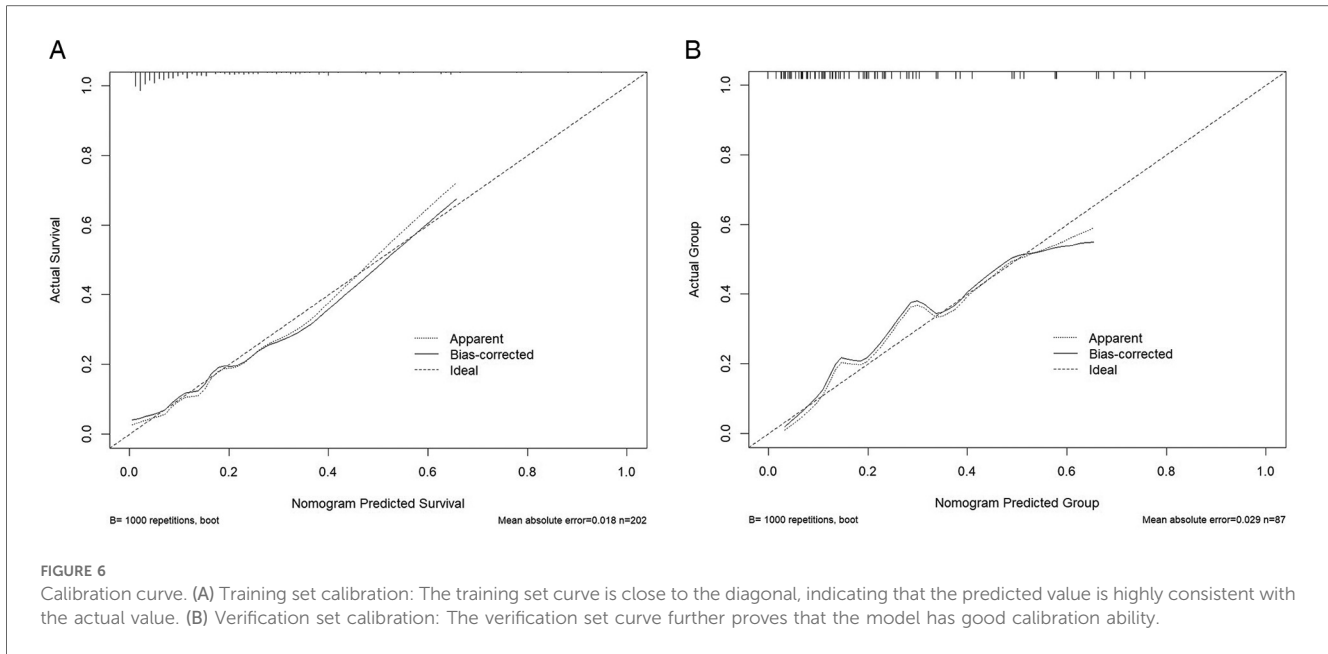 A
Actual Survival
1.0
0.8
0.6
0.4
0.2
0.0
Apparent
Bias-corrected
Ideal
0.0 0.2 0.4 0.6 0.8 1.0
Nomogram Predicted Survival
B= 1000 repetitions, boot
Mean absolute error=0.018 n=202
B
Actual Group
1.0
0.8
0.6
0.4
0.2
0.0
Apparent
Bias-corrected
Ideal
0.0 0.2 0.4 0.6 0.8 1.0
Nomogram Predicted Group
B= 1000 repetitions, boot
Mean absolute error=0.029 n=87
FIGURE 6
Calibration curve. (A) Training set calibration: The training set curve is close to the diagonal, indicating that the predicted value is highly consistent with
the actual value. (B) Verification set calibration: The verification set curve further proves that the model has good calibration ability.